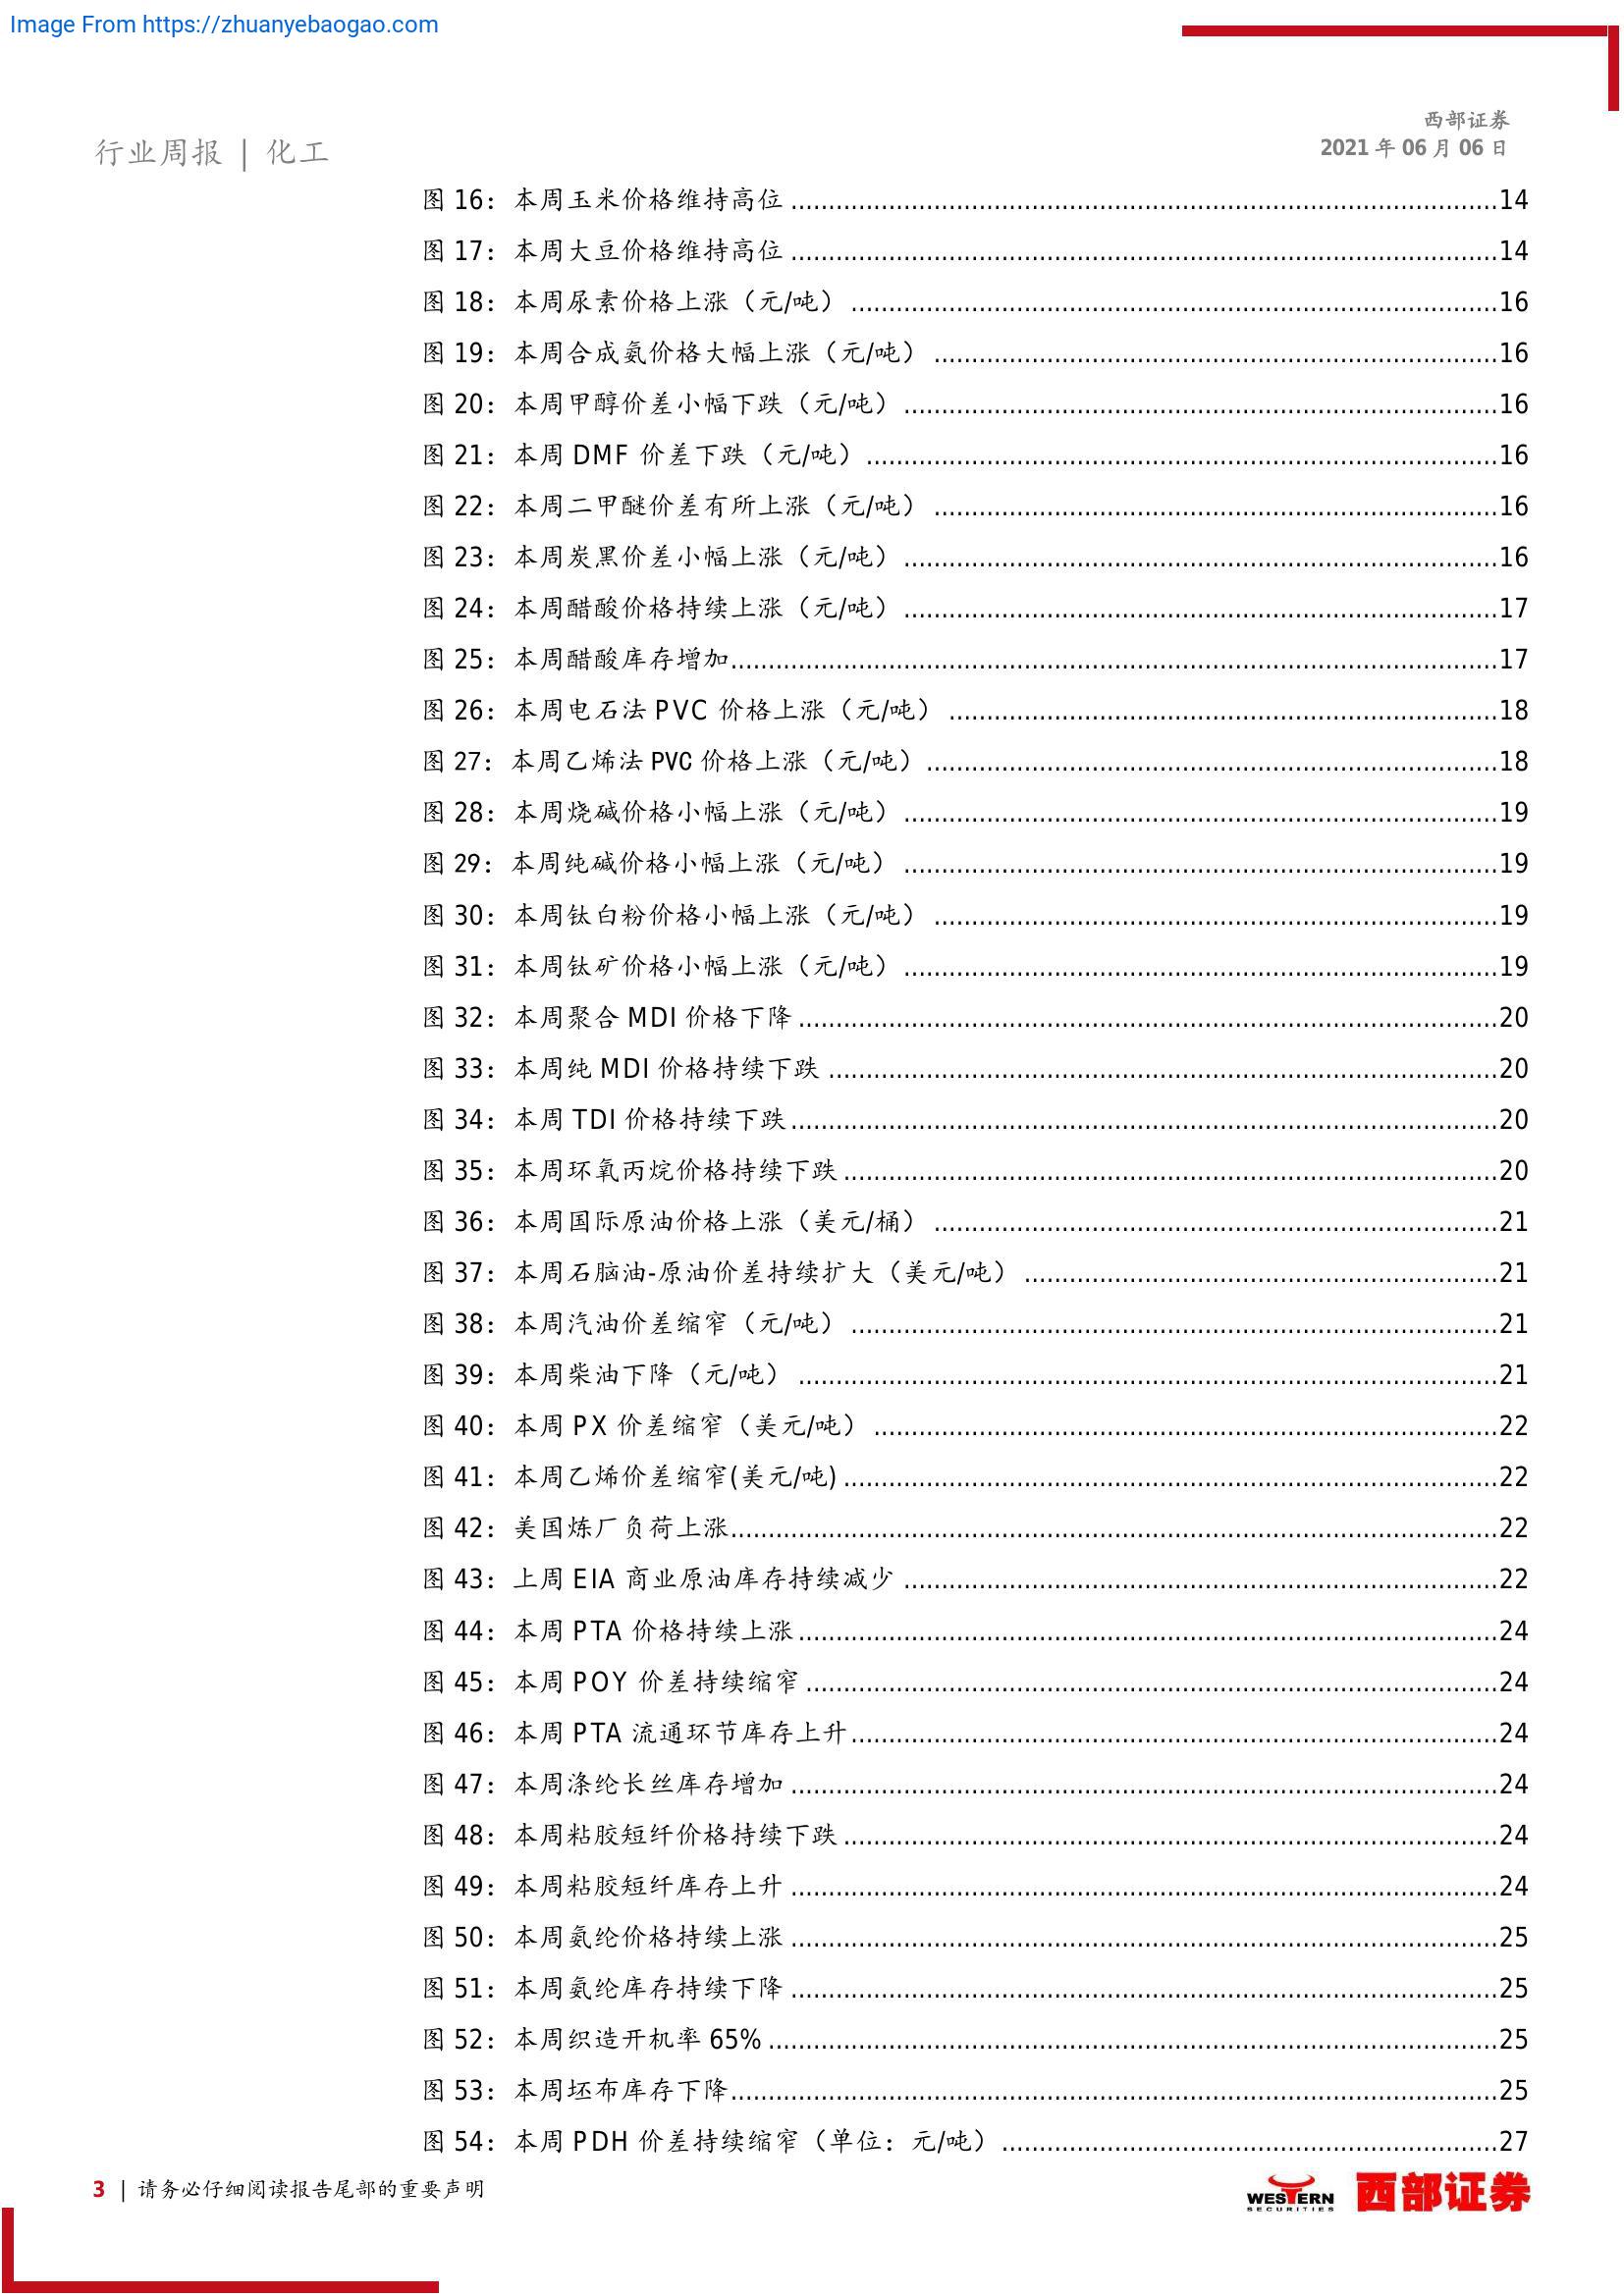 Image From https://zhuanyebaogao.com
西部证券
行业周报 | 化工
2021 年 06 月 06 日
图 16：本周玉米价格维持高位 ........ 14
图 17：本周大豆价格维持高位 ........ 14
图 18：本周尿素价格上涨（元/吨） ........ 16
图 19：本周合成氨价格大幅上涨（元/吨） ........ 16
图 20：本周甲醇价差小幅下跌（元/吨） ........ 16
图 21：本周 DMF 价差下跌（元/吨） ........ 16
图 22：本周二甲醚价差有所上涨（元/吨） ........ 16
图 23：本周炭黑价差小幅上涨（元/吨） ........ 16
图 24：本周醋酸价格持续上涨（元/吨） ........ 17
图 25：本周醋酸库存增加 ........ 17
图 26：本周电石法 PVC 价格上涨（元/吨） ........ 18
图 27：本周乙烯法 PVC 价格上涨（元/吨） ........ 18
图 28：本周烧碱价格小幅上涨（元/吨） ........ 19
图 29：本周纯碱价格小幅上涨（元/吨） ........ 19
图 30：本周钛白粉价格小幅上涨（元/吨） ........ 19
图 31：本周钛矿价格小幅上涨（元/吨） ........ 19
图 32：本周聚合 MDI 价格下降 ........ 20
图 33：本周纯 MDI 价格持续下跌 ........ 20
图 34：本周 TDI 价格持续下跌 ........ 20
图 35：本周环氧丙烷价格持续下跌 ........ 20
图 36：本周国际原油价格上涨（美元/桶） ........ 21
图 37：本周石脑油-原油价差持续扩大（美元/吨） ........ 21
图 38：本周汽油价差缩窄（元/吨） ........ 21
图 39：本周柴油下降（元/吨） ........ 21
图 40：本周 PX 价差缩窄（美元/吨） ........ 22
图 41：本周乙烯价差缩窄(美元/吨) ........ 22
图 42：美国炼厂负荷上涨 ........ 22
图 43：上周 EIA 商业原油库存持续减少 ........ 22
图 44：本周 PTA 价格持续上涨 ........ 24
图 45：本周 POY 价差持续缩窄 ........ 24
图 46：本周 PTA 流通环节库存上升 ........ 24
图 47：本周涤纶长丝库存增加 ........ 24
图 48：本周粘胶短纤价格持续下跌 ........ 24
图 49：本周粘胶短纤库存上升 ........ 24
图 50：本周氨纶价格持续上涨 ........ 25
图 51：本周氨纶库存持续下降 ........ 25
图 52：本周织造开机率 65% ........ 25
图 53：本周坯布库存下降 ........ 25
图 54：本周 PDH 价差持续缩窄（单位：元/吨） ........ 27
3 | 请务必仔细阅读报告尾部的重要声明
WESTERN
SECURITIES
西部证券